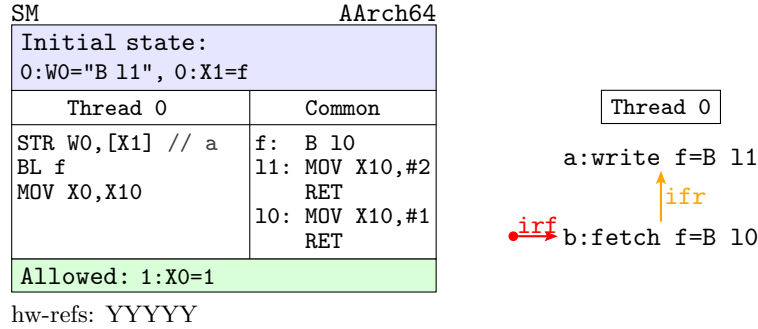 SM AArch64
Initial state:
0:W0="B l1", 0:X1=f
Thread 0 Common
STR W0,[X1] // a f: B l0
BL f l1: MOV X10,#2
MOV X0,X10 RET
l0: MOV X10,#1
RET
Allowed: 1:X0=1
hw-refs: YYYYY
Thread 0
a:write f=B l1
ifr
irf
b:fetch f=B l0